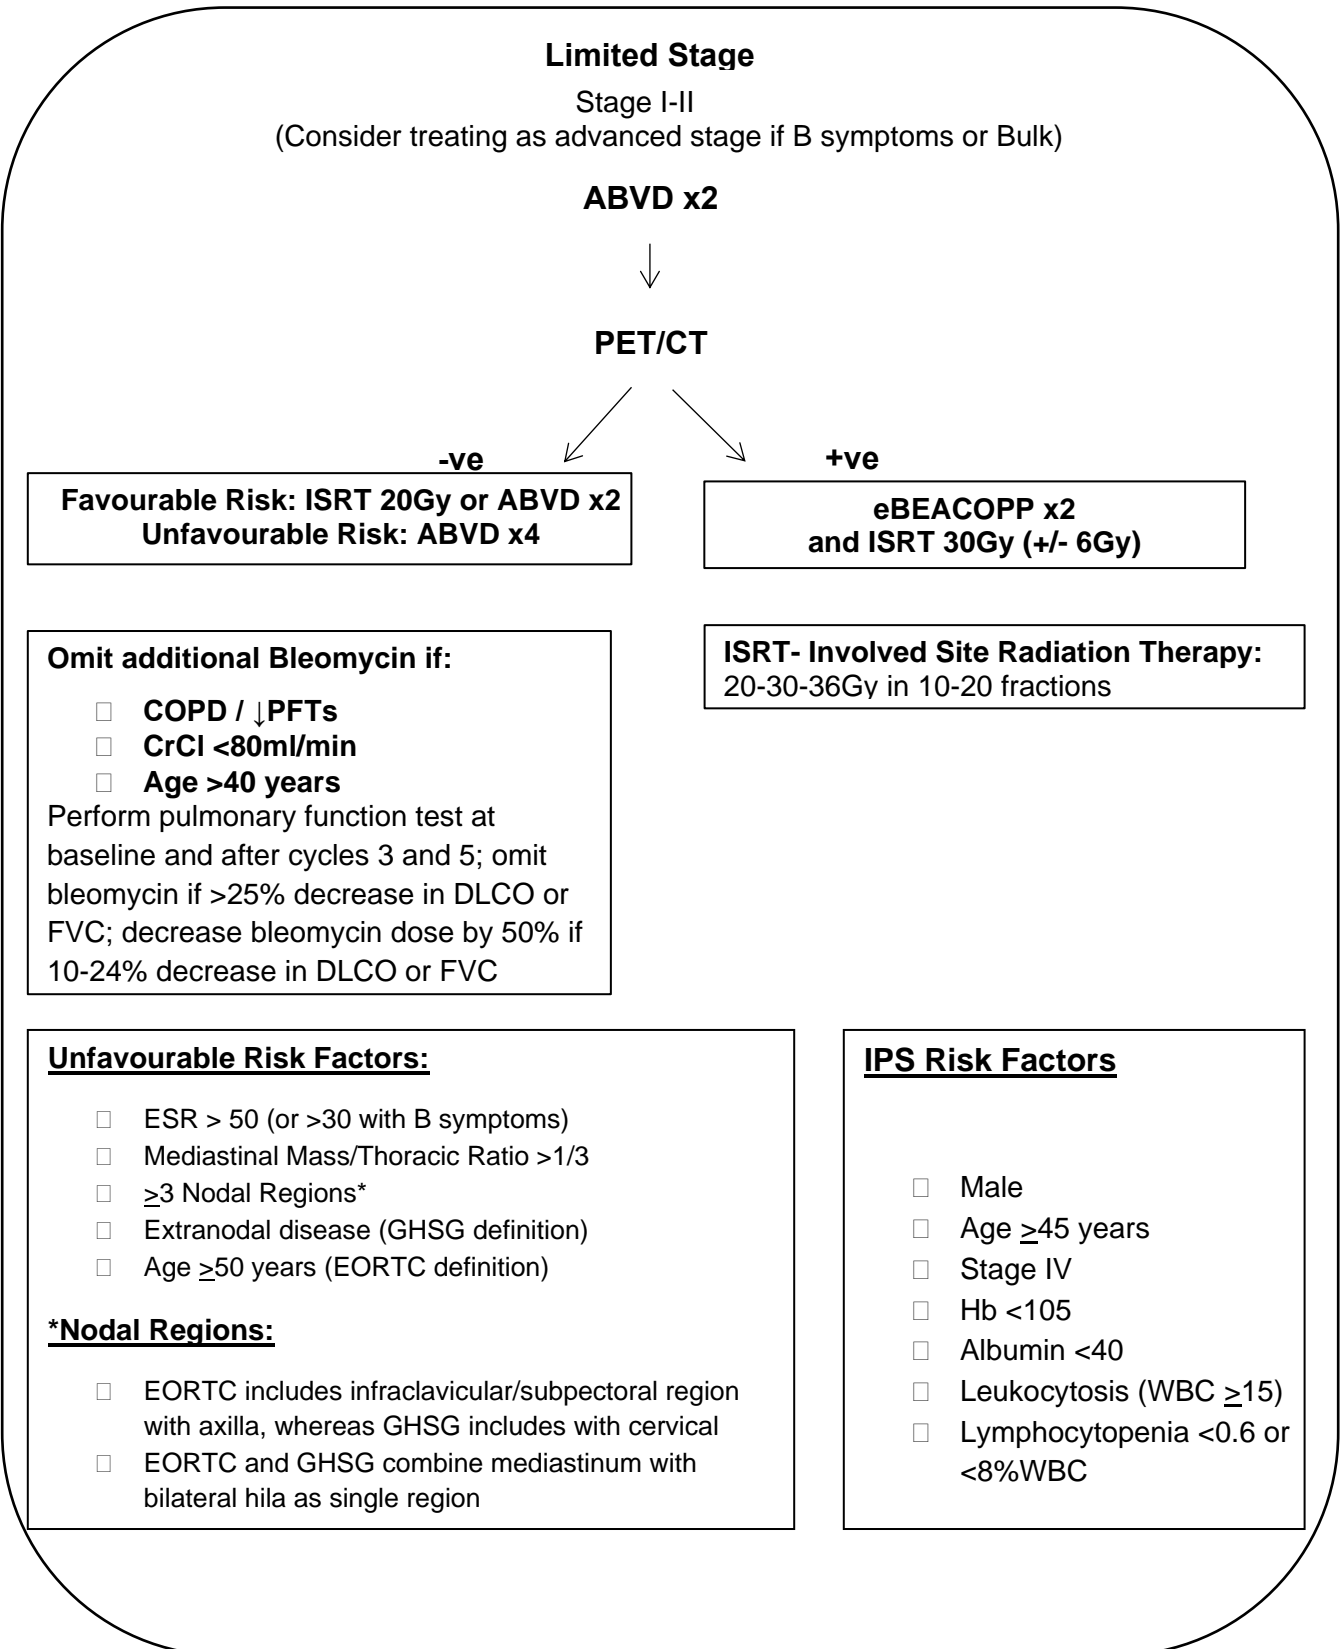 Limited Stage
Stage I-II
(Consider treating as advanced stage if B symptoms or Bulk)
ABVD x2
PET/CT
-ve
+ve
Favourable Risk: ISRT 20Gy or ABVD x2
Unfavourable Risk: ABVD x4
eBEACOPP x2
and ISRT 30Gy (+/- 6Gy)
Omit additional Bleomycin if:
COPD / ↓PFTs
CrCl <80ml/min
Age >40 years
Perform pulmonary function test at
baseline and after cycles 3 and 5; omit
bleomycin if >25% decrease in DLCO or
FVC; decrease bleomycin dose by 50% if
10-24% decrease in DLCO or FVC
ISRT- Involved Site Radiation Therapy:
20-30-36Gy in 10-20 fractions
Unfavourable Risk Factors:
ESR > 50 (or >30 with B symptoms)
Mediastinal Mass/Thoracic Ratio >1/3
≥3 Nodal Regions*
Extranodal disease (GHSG definition)
Age ≥50 years (EORTC definition)
*Nodal Regions:
EORTC includes infraclavicular/subpectoral region
with axilla, whereas GHSG includes with cervical
EORTC and GHSG combine mediastinum with
bilateral hila as single region
IPS Risk Factors
Male
Age ≥45 years
Stage IV
Hb <105
Albumin <40
Leukocytosis (WBC ≥15)
Lymphocytopenia <0.6 or
<8%WBC